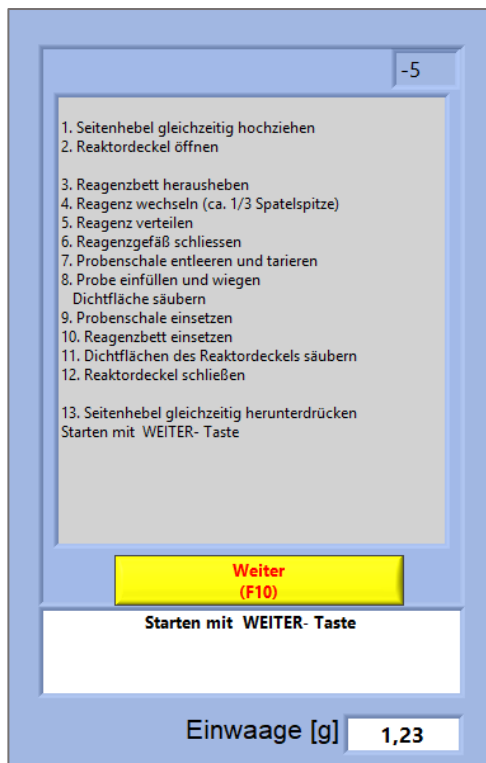 -5
1. Seitenhebel gleichzeitig hochziehen
2. Reaktordeckel öffnen
3. Reagenzbett herausheben
4. Reagenz wechseln (ca. 1/3 Spatelspitze)
5. Reagenz verteilen
6. Reagenzgefäß schliessen
7. Probenschale entleeren und tarieren
8. Probe einfüllen und wiegen
Dichtfläche säubern
9. Probenschale einsetzen
10. Reagenzbett einsetzen
11. Dichtflächen des Reaktordeckels säubern
12. Reaktordeckel schließen
13. Seitenhebel gleichzeitig herunterdrücken
Starten mit WEITER- Taste
Weiter
(F10)
Starten mit WEITER- Taste
Einwaage [g] 1,23